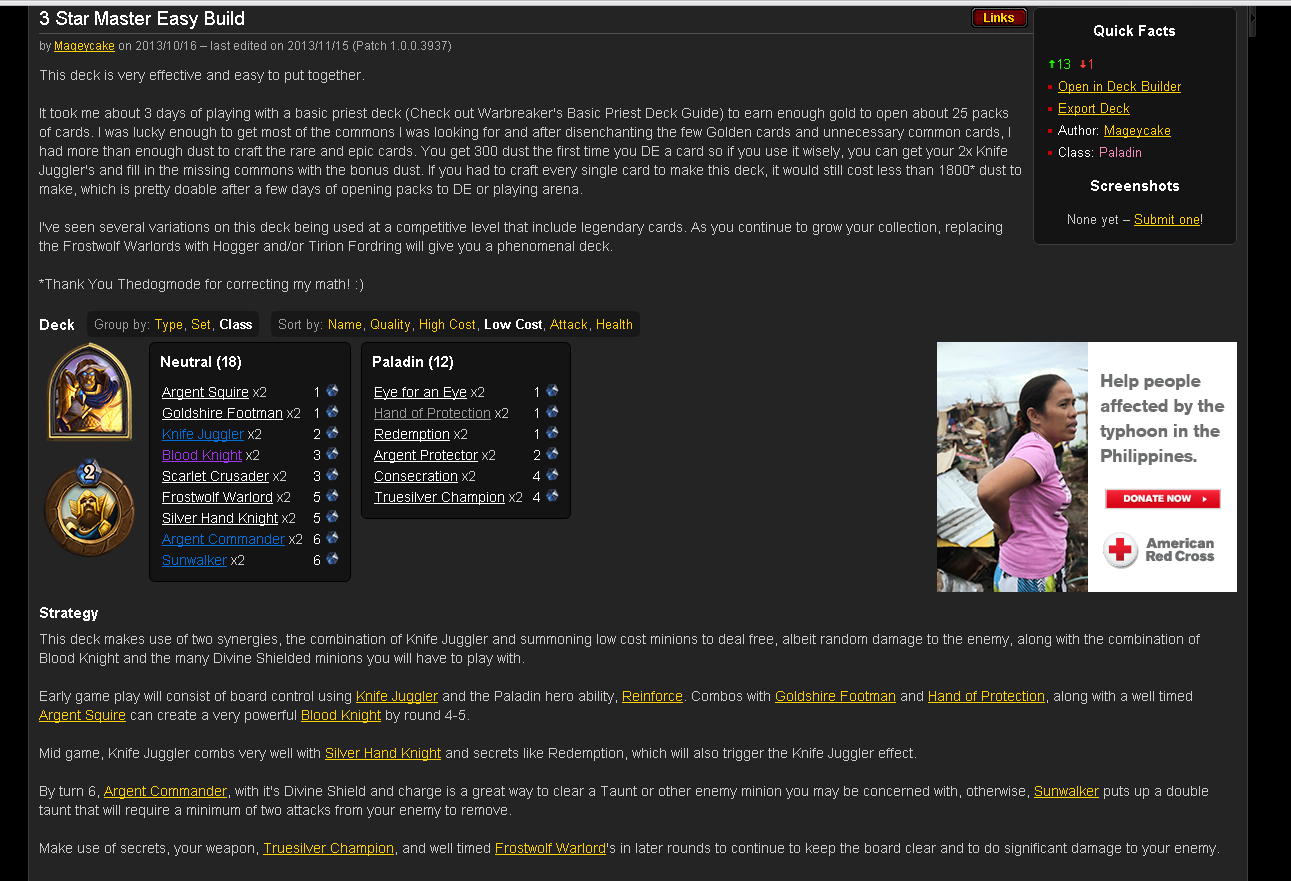 3 Star Master Easy Build
Links
by Mageycake on 2013/10/16 – last edited on 2013/11/15 (Patch 1.0.0.3937)
This deck is very effective and easy to put together.
It took me about 3 days of playing with a basic priest deck (Check out Warbreaker's Basic Priest Deck Guide) to earn enough gold to open about 25 packs
of cards. I was lucky enough to get most of the commons I was looking for and after disenchanting the few Golden cards and unnecessary common cards, I
had more than enough dust to craft the rare and epic cards. You get 300 dust the first time you DE a card so if you use it wisely, you can get your 2x Knife
Juggler's and fill in the missing commons with the bonus dust. If you had to craft every single card to make this deck, it would still cost less than 1800* dust to
make, which is pretty doable after a few days of opening packs to DE or playing arena.
I've seen several variations on this deck being used at a competitive level that include legendary cards. As you continue to grow your collection, replacing
the Frostwolf Warlords with Hogger and/or Tirion Fordring will give you a phenomenal deck.
*Thank You Thedogmode for correcting my math! :)
Quick Facts
13 1
Open in Deck Builder
Export Deck
Author: Mageycake
Class: Paladin
Screenshots
None yet – Submit one!
Deck Group by: Type, Set, Class Sort by: Name, Quality, High Cost, Low Cost, Attack, Health
2
Neutral (18)
Argent Squire x2 1
Goldshire Footman x2 1
Knife Juggler x2 2
Blood Knight x2 3
Scarlet Crusader x2 3
Frostwolf Warlord x2 5
Silver Hand Knight x2 5
Argent Commander x2 6
Sunwalker x2 6
Paladin (12)
Eye for an Eye x2 1
Hand of Protection x2 1
Redemption x2 1
Argent Protector x2 2
Consecration x2 4
Truesilver Champion x2 4
Help people
affected by the
typhoon in the
Philippines.
DONATE NOW
American
Red Cross
Strategy
This deck makes use of two synergies, the combination of Knife Juggler and summoning low cost minions to deal free, albeit random damage to the enemy, along with the combination of
Blood Knight and the many Divine Shielded minions you will have to play with.
Early game play will consist of board control using Knife Juggler and the Paladin hero ability, Reinforce. Combos with Goldshire Footman and Hand of Protection, along with a well timed
Argent Squire can create a very powerful Blood Knight by round 4-5.
Mid game, Knife Juggler combs very well with Silver Hand Knight and secrets like Redemption, which will also trigger the Knife Juggler effect.
By turn 6, Argent Commander, with it's Divine Shield and charge is a great way to clear a Taunt or other enemy minion you may be concerned with, otherwise, Sunwalker puts up a double
taunt that will require a minimum of two attacks from your enemy to remove.
Make use of secrets, your weapon, Truesilver Champion, and well timed Frostwolf Warlord's in later rounds to continue to keep the board clear and to do significant damage to your enemy.